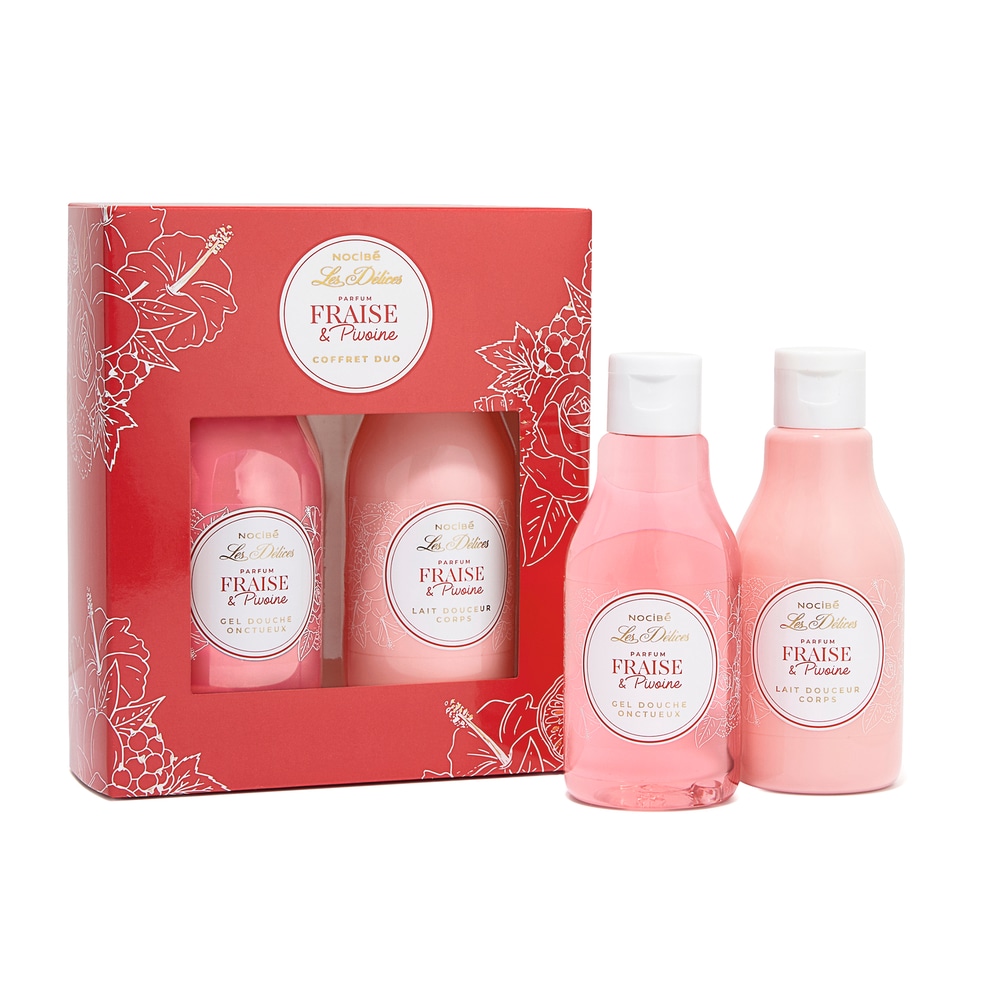 NOCIBÉ
Les Délices
PARFUM
FRAISE
& Pivoine
COFFRET DUO
NOCIBÉ
Les Délices
PARFUM
FRAISE
& Pivoine
GEL DOUCHE
ONCTUEUX
NOCIBÉ
Les Délices
PARFUM
FRAISE
& Pivoine
LAIT DOUCEUR
CORPS
NOCIBÉ
Les Délices
PARFUM
FRAISE
& Pivoine
GEL DOUCHE
ONCTUEUX
NOCIBÉ
Les Délices
PARFUM
FRAISE
& Pivoine
LAIT DOUCEUR
CORPS